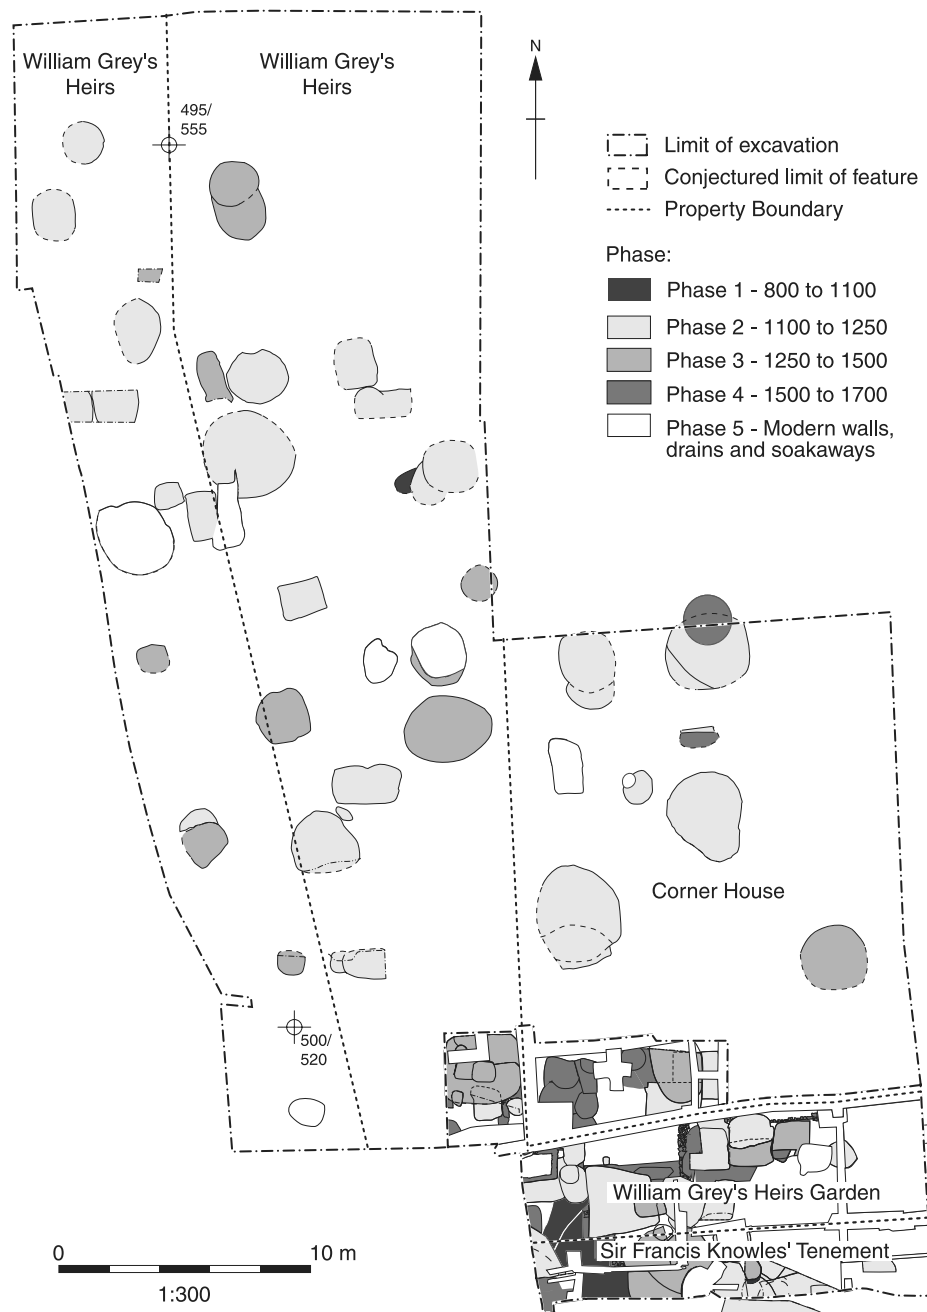 William Grey's
Heirs
William Grey's
Heirs
N
495/
555
Limit of excavation
Conjectured limit of feature
Property Boundary
Phase:
Phase 1 - 800 to 1100
Phase 2 - 1100 to 1250
Phase 3 - 1250 to 1500
Phase 4 - 1500 to 1700
Phase 5 - Modern walls,
drains and soakaways
Corner House
500/
520
William Grey's Heirs Garden
Sir Francis Knowles' Tenement
0
10 m
1:300